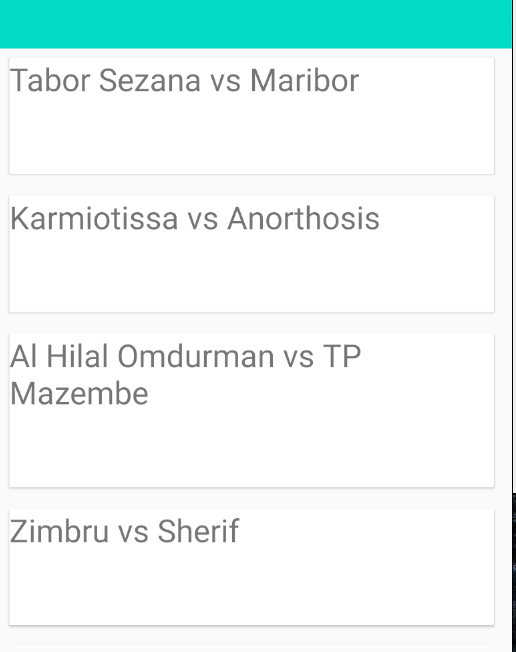 Tabor Sezana vs Maribor
Karmiotissa vs Anorthosis
Al Hilal Omdurman vs TP
Mazembe
Zimbru vs Sherif